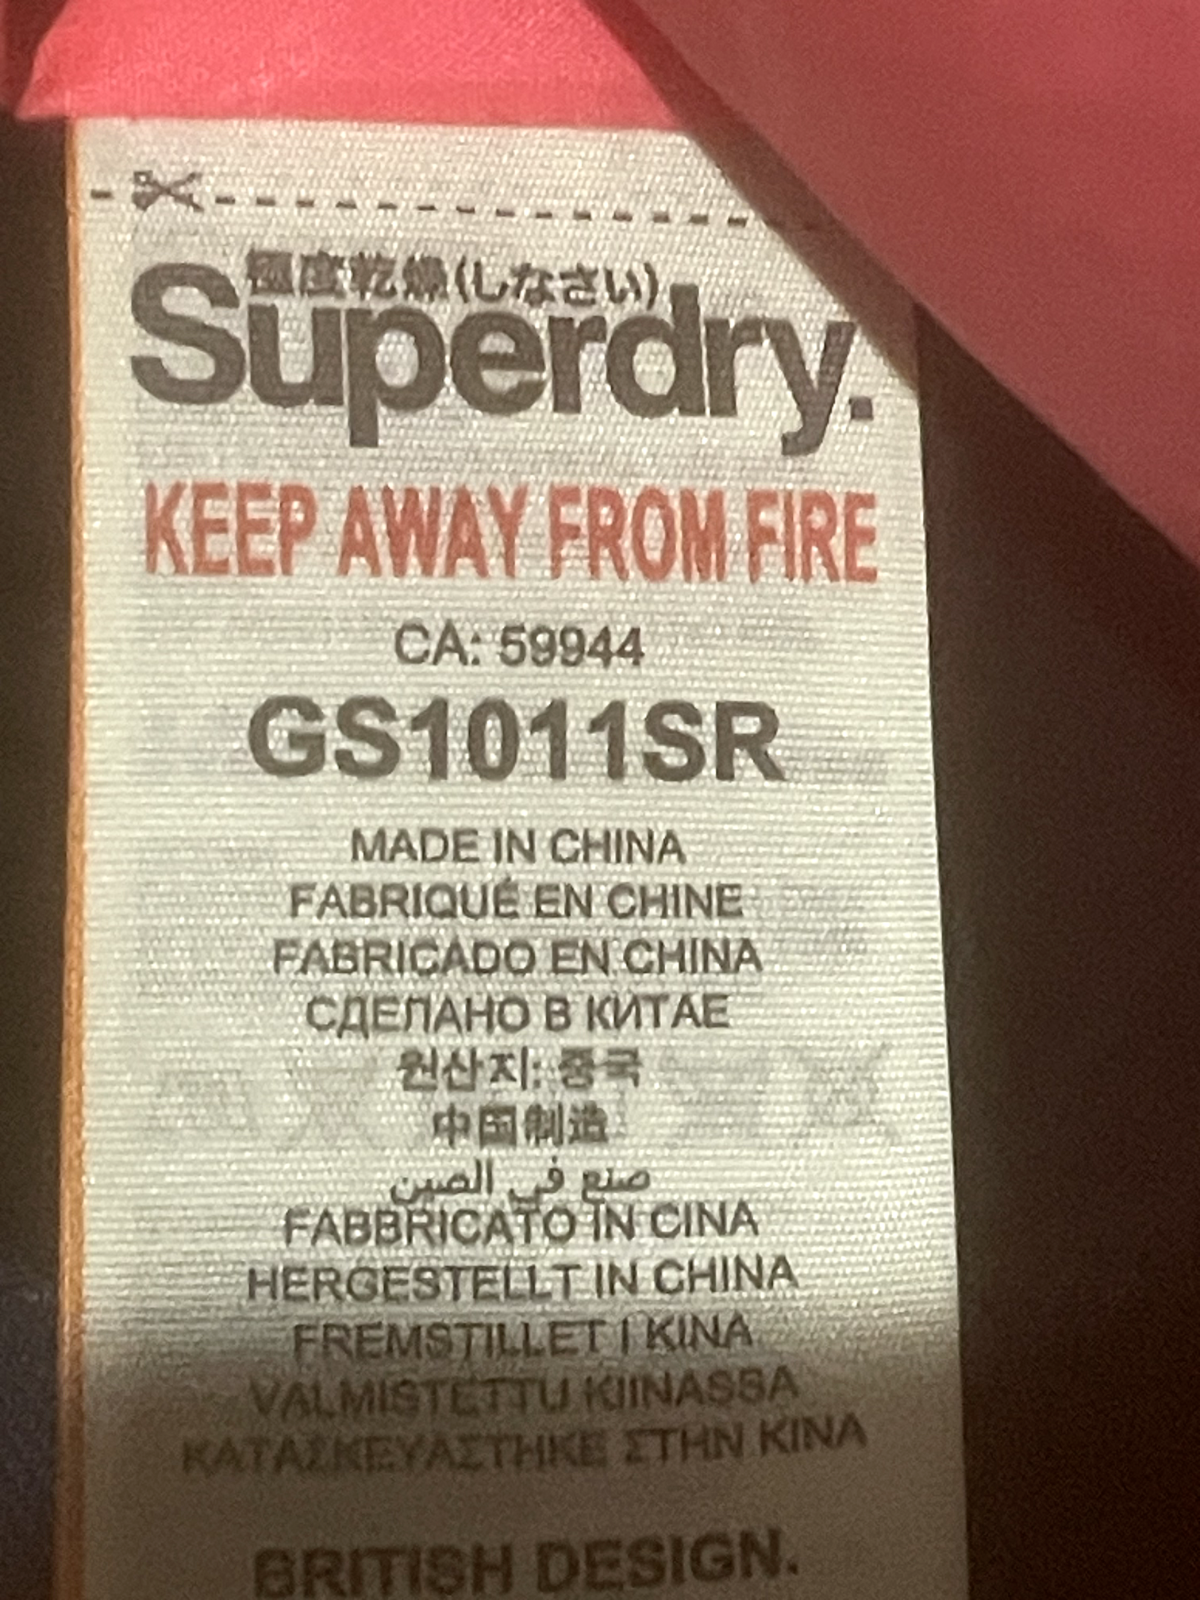 極度乾燥(しなさい)
Superdry.
KEEP AWAY FROM FIRE
CA: 59944
GS1011SR
MADE IN CHINA
FABRIQUÉ EN CHINE
FABRICADO EN CHINA
СДЕЛАНО В КИТАЕ
원산지: 중국
中国制造
صنع في الصين
FABBRICATO IN CINA
HERGESTELLT IN CHINA
FREMSTILLET I KINA
VALMISTETTU KIINASSA
ΚΑΤΑΣΚΕΥΑΣΤΗΚΕ ΣΤΗΝ ΚΙΝΑ
BRITISH DESIGN.